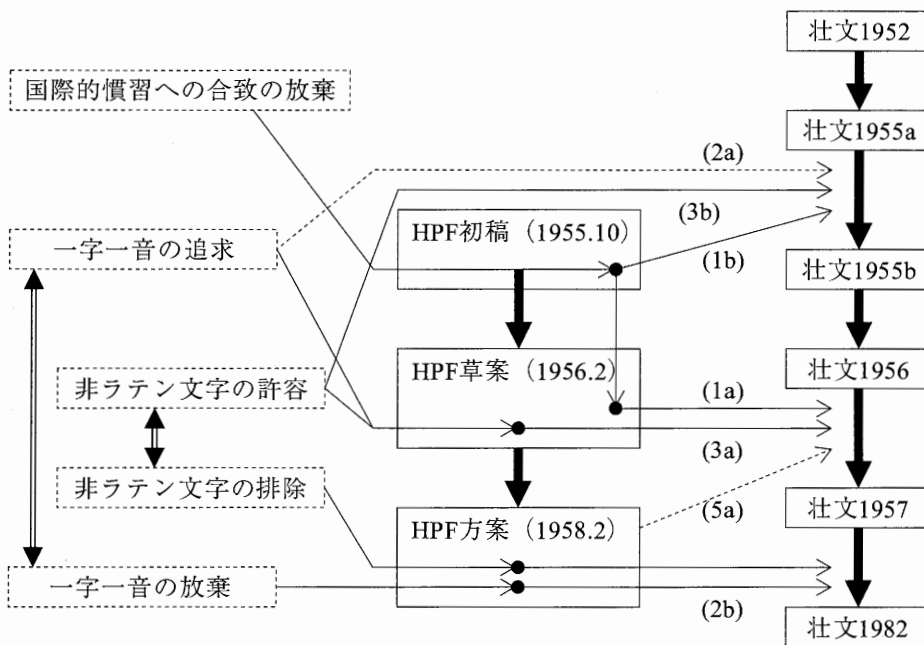 壮文1952
国際的慣習への合致の放棄
壮文1955a
(2a)
(3b)
HPF初稿（1955.10）
一字一音の追求
(1b)
壮文1955b
HPF草案（1956.2）
壮文1956
非ラテン文字の許容
(1a)
(3a)
非ラテン文字の排除
HPF方案（1958.2）
(5a)
壮文1957
一字一音の放棄
(2b)
壮文1982